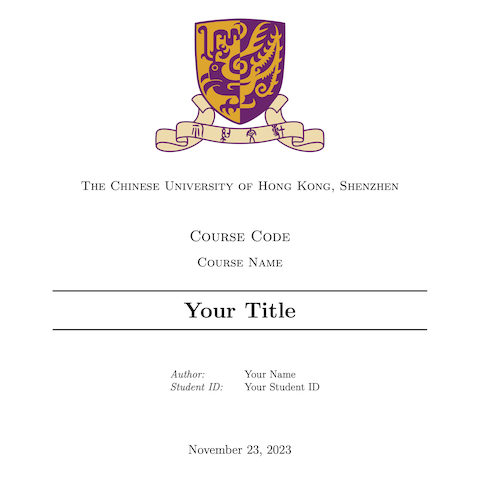 The Chinese University of Hong Kong, Shenzhen
Course Code
Course Name
Your Title
Author: Your Name
Student ID: Your Student ID
November 23, 2023